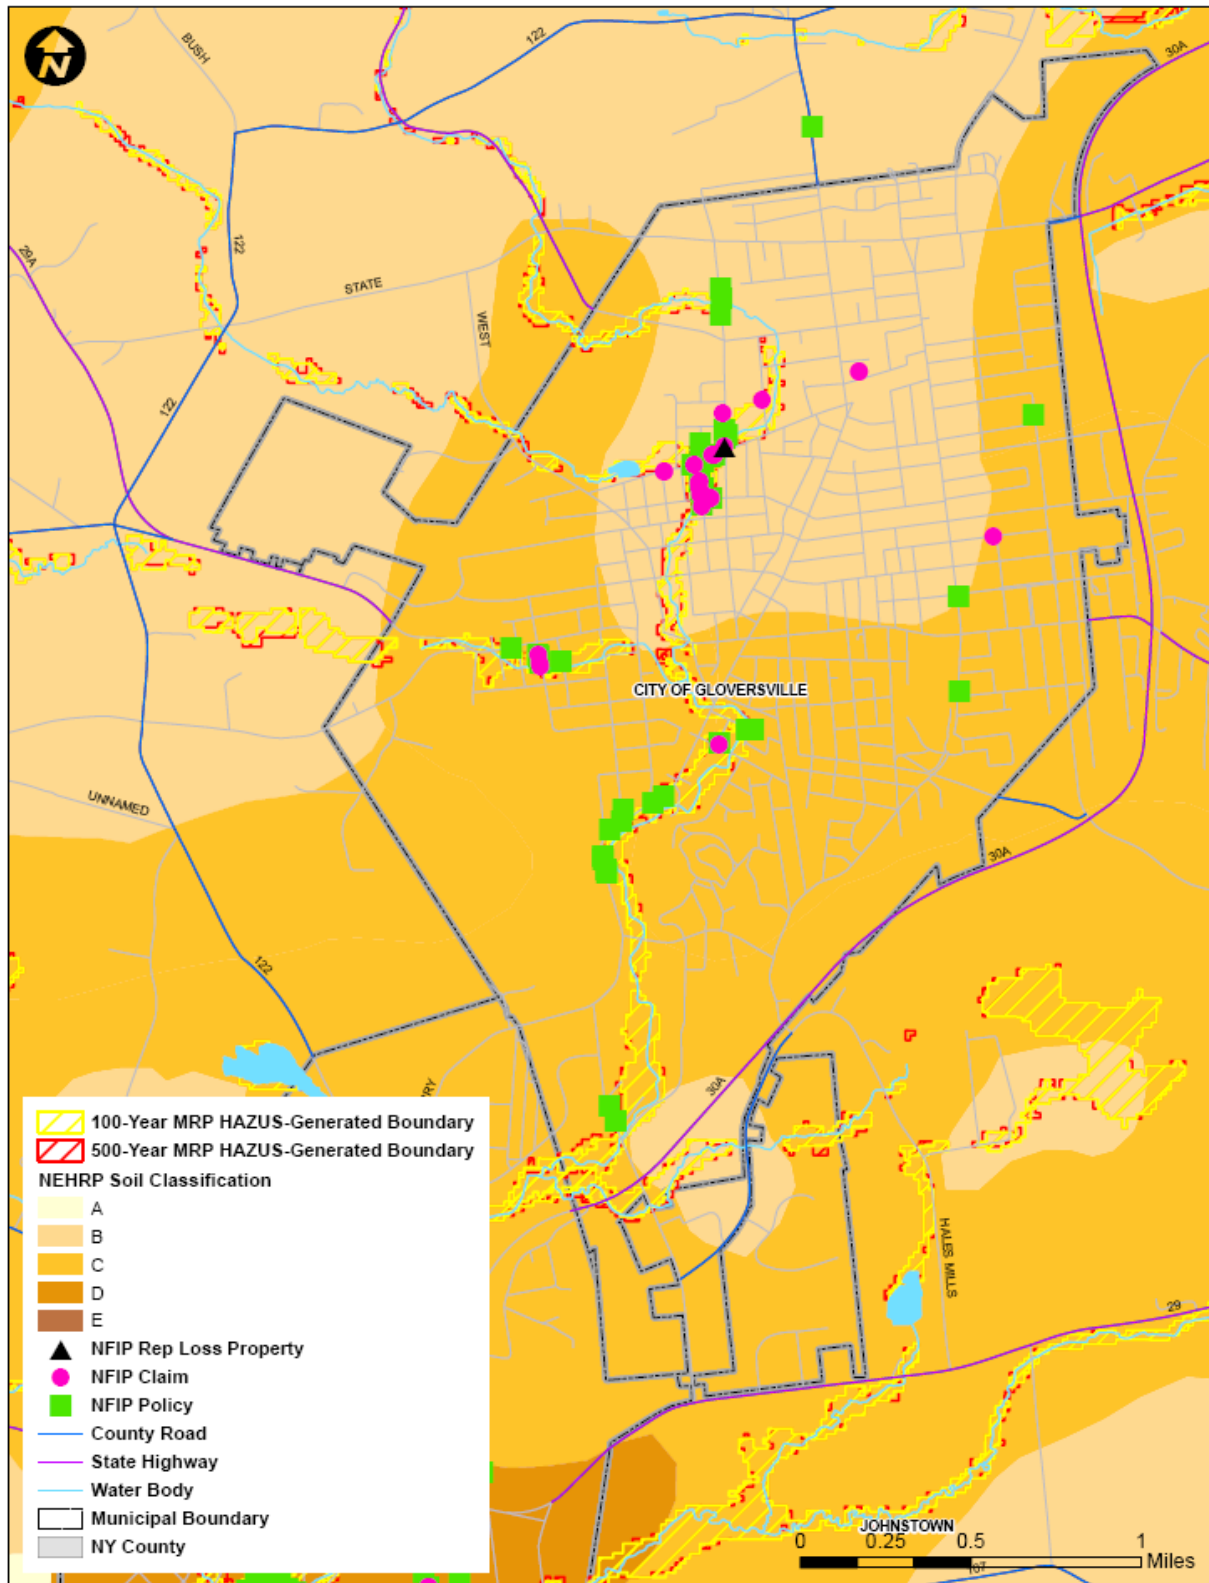 N
BUSH
122
30A
122
29A
STATE
WEST
122
CITY OF GLOVERSVILLE
UNNAMED
30A
122
30A
HALES MILLS
29
JOHNSTOWN
107
100-Year MRP HAZUS-Generated Boundary
500-Year MRP HAZUS-Generated Boundary
NEHRP Soil Classification
A
B
C
D
E
NFIP Rep Loss Property
NFIP Claim
NFIP Policy
County Road
State Highway
Water Body
Municipal Boundary
NY County
0 0.25 0.5 1
Miles